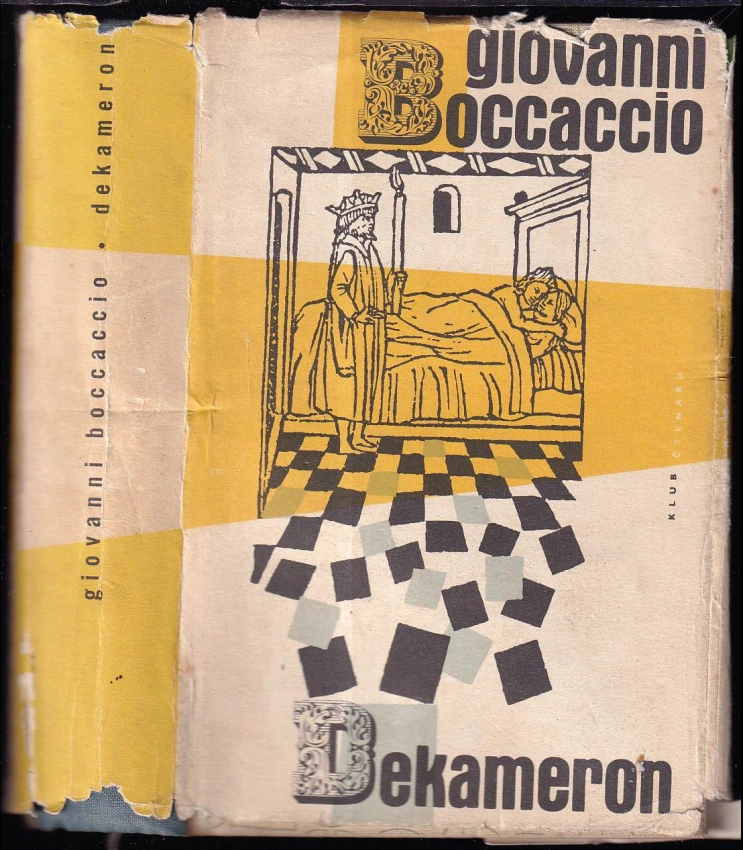 giovanni boccaccio • dekameron
giovanni
Boccaccio
KLUB ČTENÁŘŮ
Dekameron